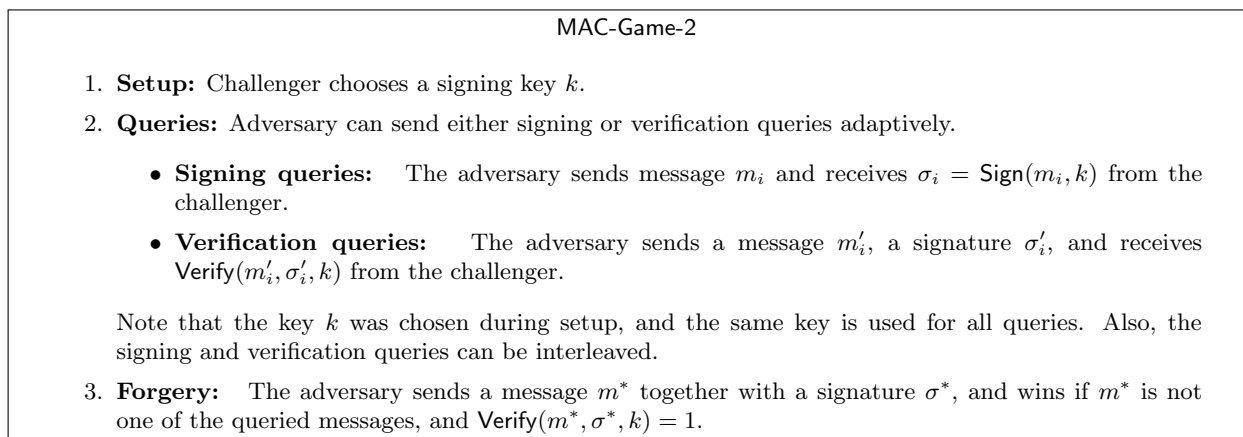 MAC-Game-2
1. Setup: Challenger chooses a signing key k.
2. Queries: Adversary can send either signing or verification queries adaptively.
• Signing queries: The adversary sends message m_i and receives σ_i = Sign(m_i, k) from the
challenger.
• Verification queries: The adversary sends a message m′_i, a signature σ′_i, and receives
Verify(m′_i, σ′_i, k) from the challenger.
Note that the key k was chosen during setup, and the same key is used for all queries. Also, the
signing and verification queries can be interleaved.
3. Forgery: The adversary sends a message m* together with a signature σ*, and wins if m* is not
one of the queried messages, and Verify(m*, σ*, k) = 1.